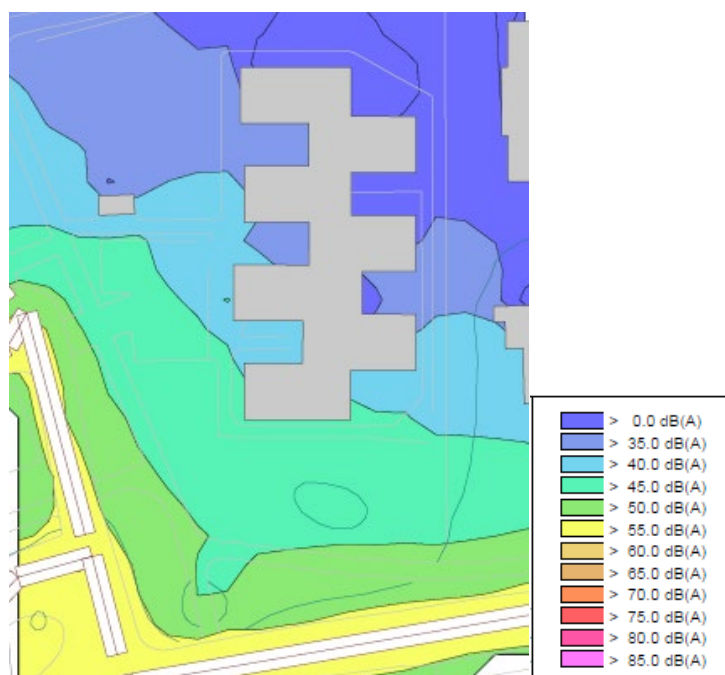 > 0.0 dB(A)
> 35.0 dB(A)
> 40.0 dB(A)
> 45.0 dB(A)
> 50.0 dB(A)
> 55.0 dB(A)
> 60.0 dB(A)
> 65.0 dB(A)
> 70.0 dB(A)
> 75.0 dB(A)
> 80.0 dB(A)
> 85.0 dB(A)